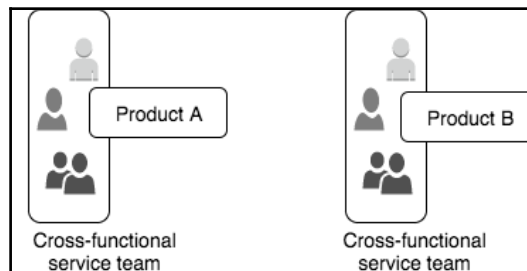 Product A
Product B
Cross-functional
service team
Cross-functional
service team